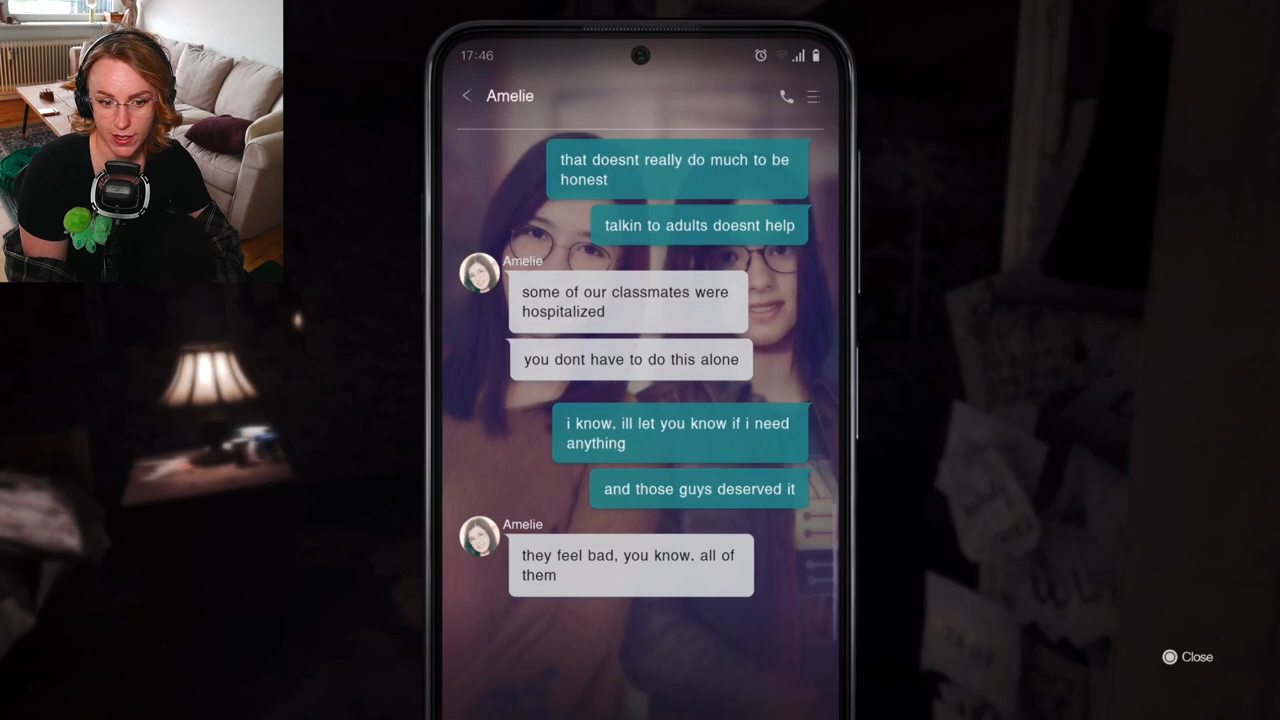 17:46
Amelie
that doesnt really do much to be
honest
talkin to adults doesnt help
Amelie
some of our classmates were
hospitalized
you dont have to do this alone
i know. ill let you know if i need
anything
and those guys deserved it
Amelie
they feel bad, you know. all of
them
Close